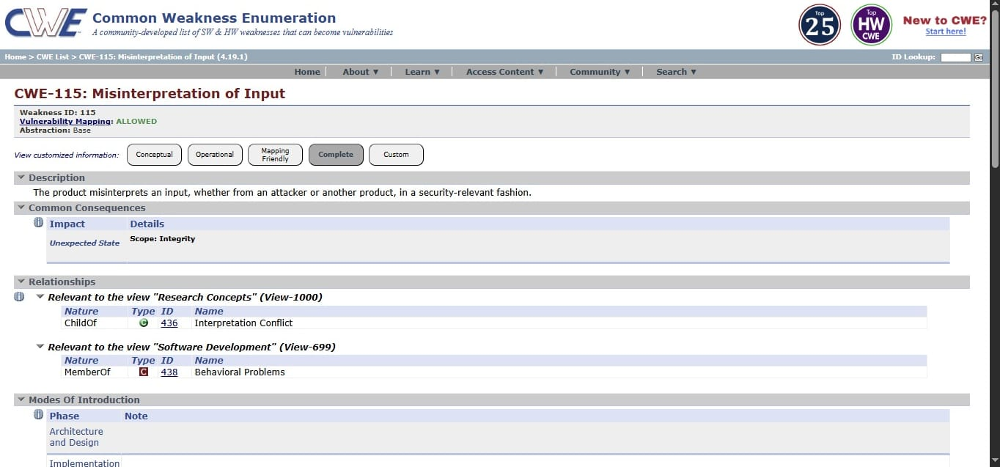 CWE Common Weakness Enumeration
A community-developed list of SW & HW weaknesses that can become vulnerabilities
Top 25
Top HW CWE
New to CWE?
Start here!
Home > CWE List > CWE-115: Misinterpretation of Input (4.19.1)
ID Lookup: Go
Home About ▼ Learn ▼ Access Content ▼ Community ▼ Search ▼
CWE-115: Misinterpretation of Input
Weakness ID: 115
Vulnerability Mapping: ALLOWED
Abstraction: Base
View customized information: Conceptual Operational Mapping Friendly Complete Custom
Description
The product misinterprets an input, whether from an attacker or another product, in a security-relevant fashion.
Common Consequences
Impact Details
Unexpected State Scope: Integrity
Relationships
Relevant to the view "Research Concepts" (View-1000)
Nature Type ID Name
ChildOf C 436 Interpretation Conflict
Relevant to the view "Software Development" (View-699)
Nature Type ID Name
MemberOf C 438 Behavioral Problems
Modes Of Introduction
Phase Note
Architecture
and Design
Implementation